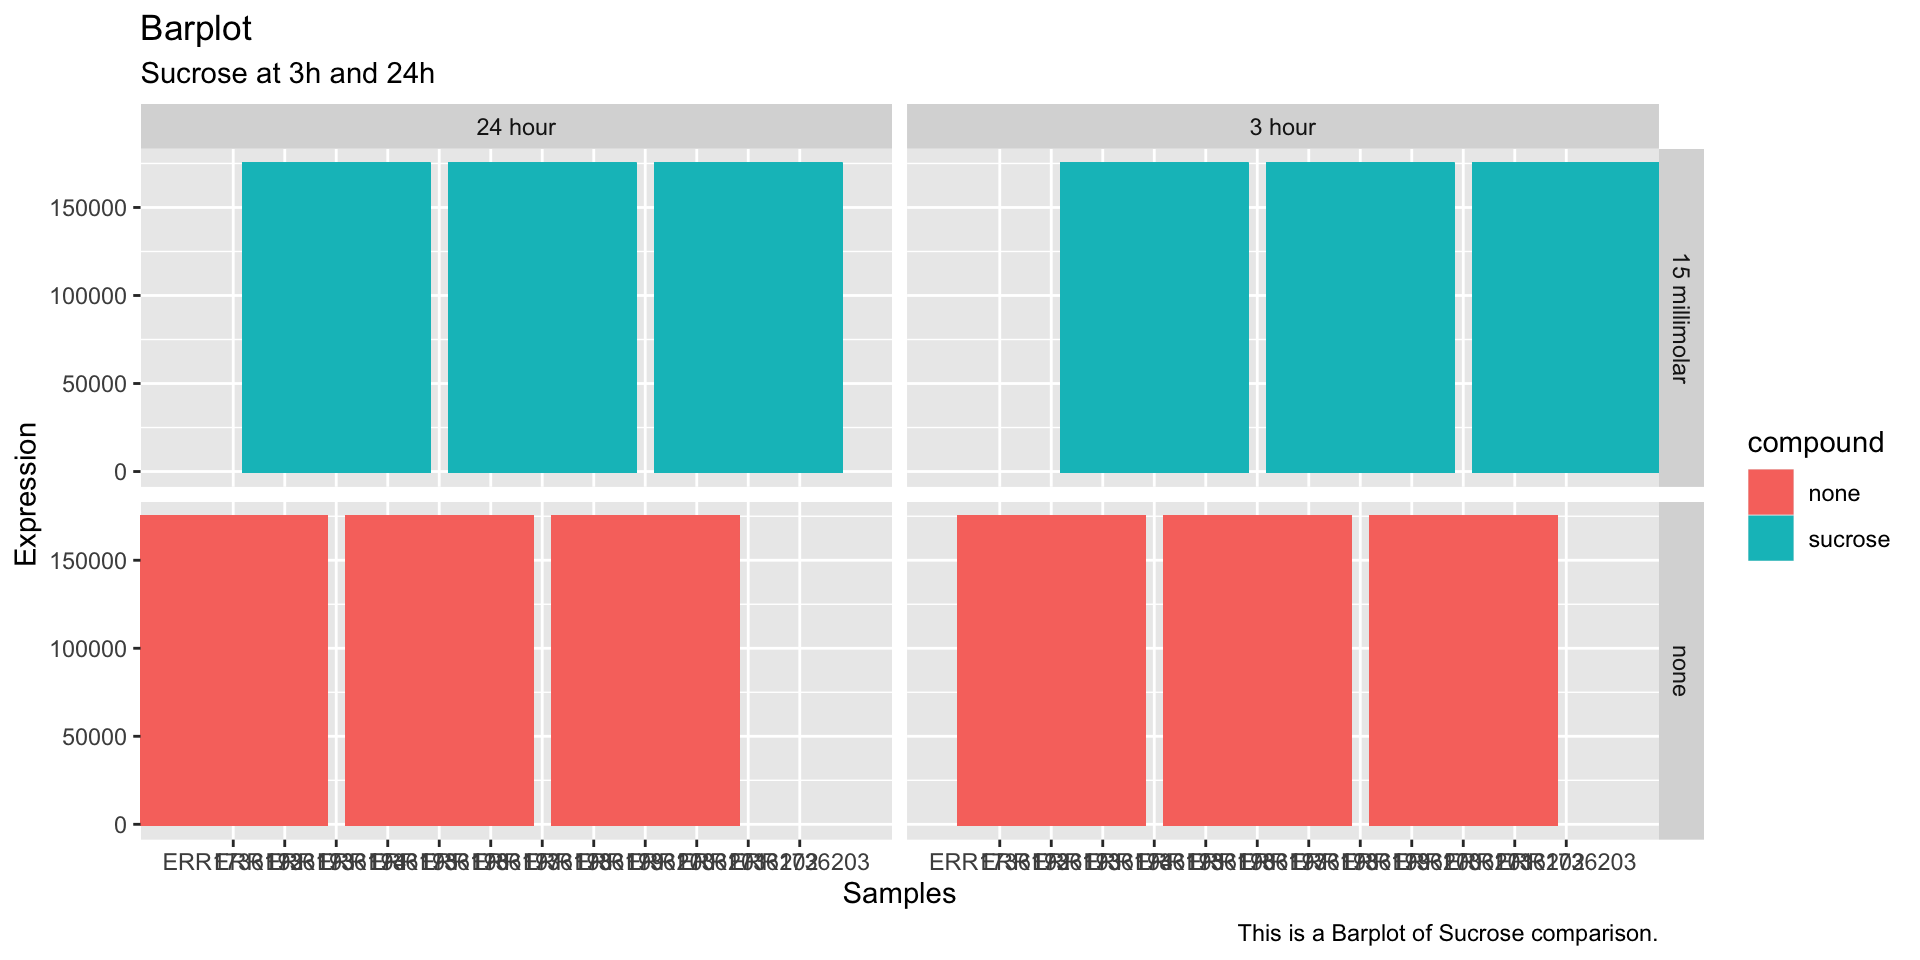 Barplot
Sucrose at 3h and 24h
24 hour
3 hour
150000
100000
50000
0
15 millimolar
150000
100000
50000
0
none
Expression
Samples
compound
none
sucrose
This is a Barplot of Sucrose comparison.